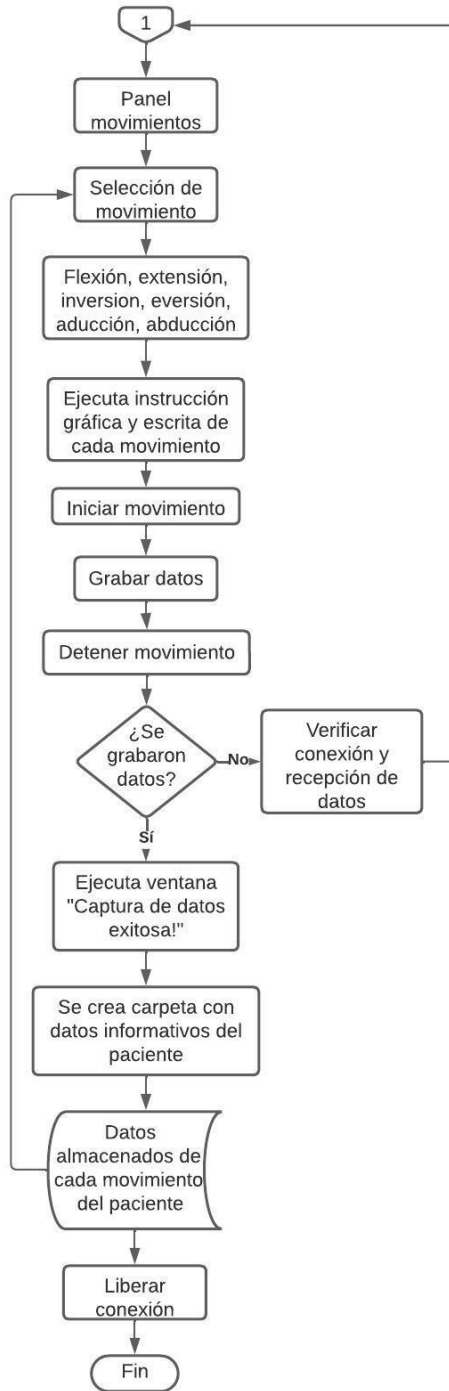 1
Panel
movimientos
Selección de
movimiento
Flexión, extensión,
inversion, eversión,
aducción, abducción
Ejecuta instrucción
gráfica y escrita de
cada movimiento
Iniciar movimiento
Grabar datos
Detener movimiento
¿Se
grabaron
datos?
No
Verificar
conexión y
recepción de
datos
Sí
Ejecuta ventana
"Captura de datos
exitosa!"
Se crea carpeta con
datos informativos del
paciente
Datos
almacenados de
cada movimiento
del paciente
Liberar
conexión
Fin